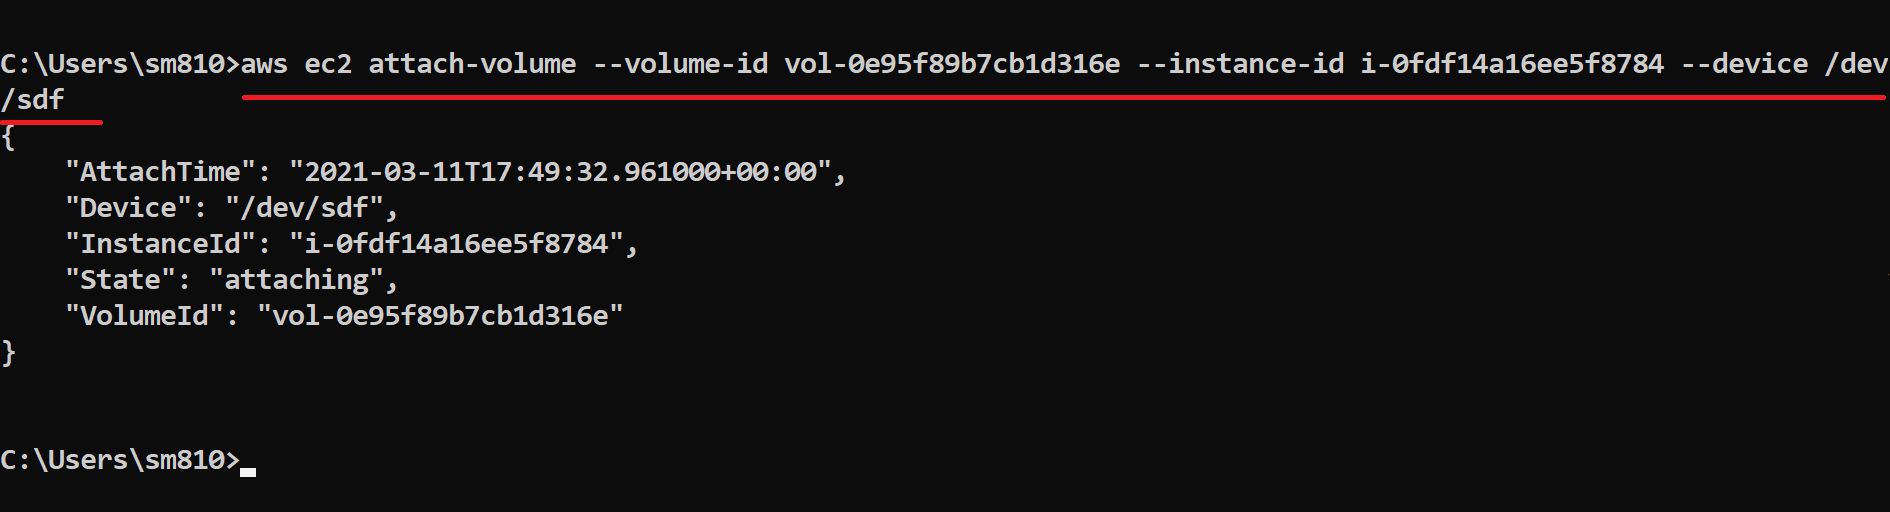 C:\Users\sm810>aws ec2 attach-volume --volume-id vol-0e95f89b7cb1d316e --instance-id i-0fdf14a16ee5f8784 --device /dev
/sdf
{
    "AttachTime": "2021-03-11T17:49:32.961000+00:00",
    "Device": "/dev/sdf",
    "InstanceId": "i-0fdf14a16ee5f8784",
    "State": "attaching",
    "VolumeId": "vol-0e95f89b7cb1d316e"
}
C:\Users\sm810>